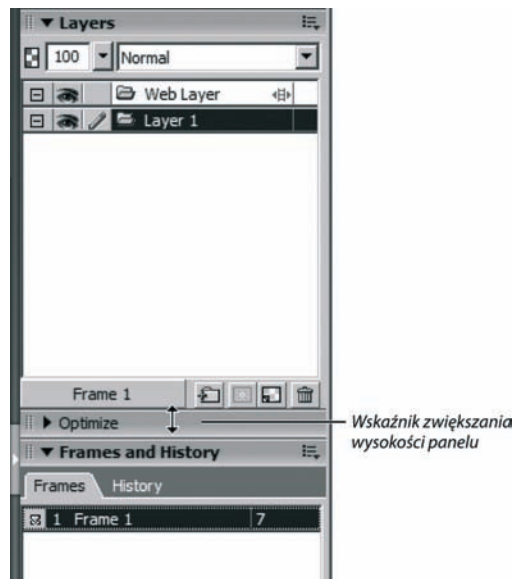 Layers
100 Normal
Web Layer
Layer 1
Frame 1
Optimize
Wskaźnik zwiększania
wysokości panelu
Frames and History
Frames History
1 Frame 1 7